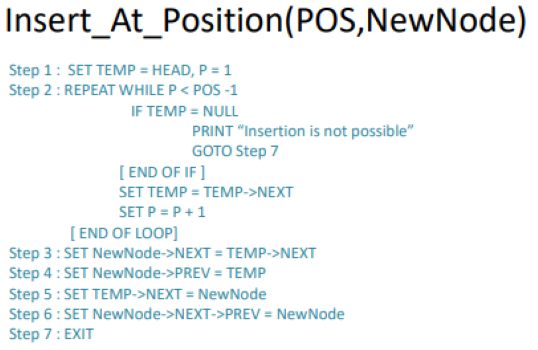 Insert_At_Position(POS,NewNode)
Step 1 : SET TEMP = HEAD, P = 1
Step 2 : REPEAT WHILE P < POS -1
IF TEMP = NULL
PRINT “Insertion is not possible”
GOTO Step 7
[ END OF IF ]
SET TEMP = TEMP->NEXT
SET P = P + 1
[ END OF LOOP]
Step 3 : SET NewNode->NEXT = TEMP->NEXT
Step 4 : SET NewNode->PREV = TEMP
Step 5 : SET TEMP->NEXT = NewNode
Step 6 : SET NewNode->NEXT->PREV = NewNode
Step 7 : EXIT